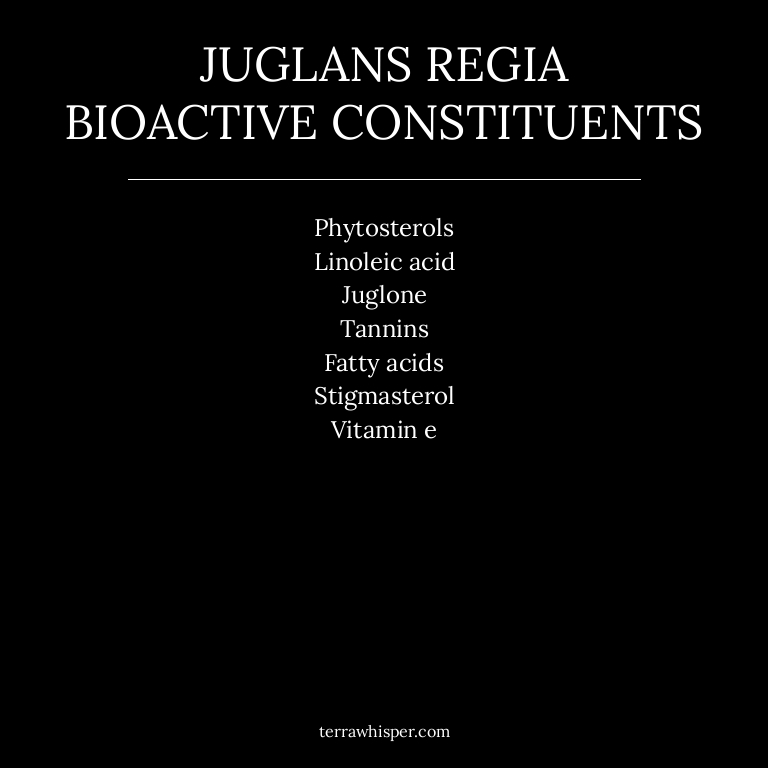 JUGLANS REGIA
BIOACTIVE CONSTITUENTS
Phytosterols
Linoleic acid
Juglone
Tannins
Fatty acids
Stigmasterol
Vitamin e
terrawhisper.com